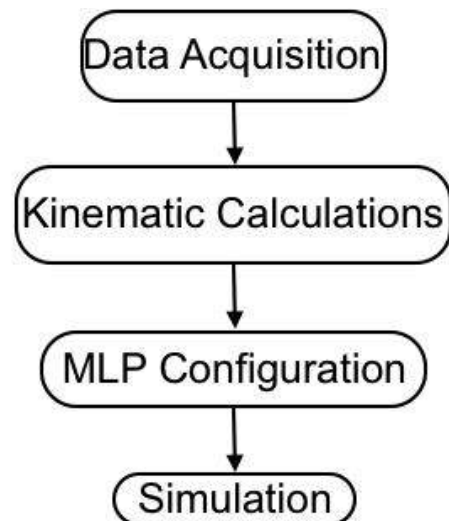 Data Acquisition
Kinematic Calculations
MLP Configuration
Simulation